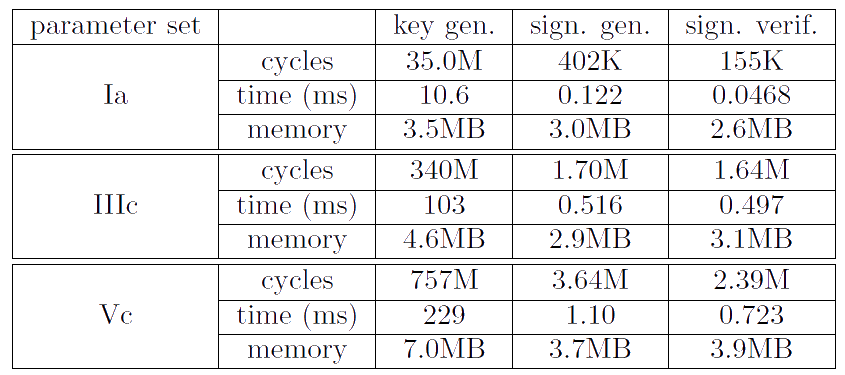 parameter set key gen. sign. gen. sign. verif.
cycles 35.0M 402K 155K
Ia time (ms) 10.6 0.122 0.0468
memory 3.5MB 3.0MB 2.6MB
cycles 340M 1.70M 1.64M
IIIc time (ms) 103 0.516 0.497
memory 4.6MB 2.9MB 3.1MB
cycles 757M 3.64M 2.39M
Vc time (ms) 229 1.10 0.723
memory 7.0MB 3.7MB 3.9MB